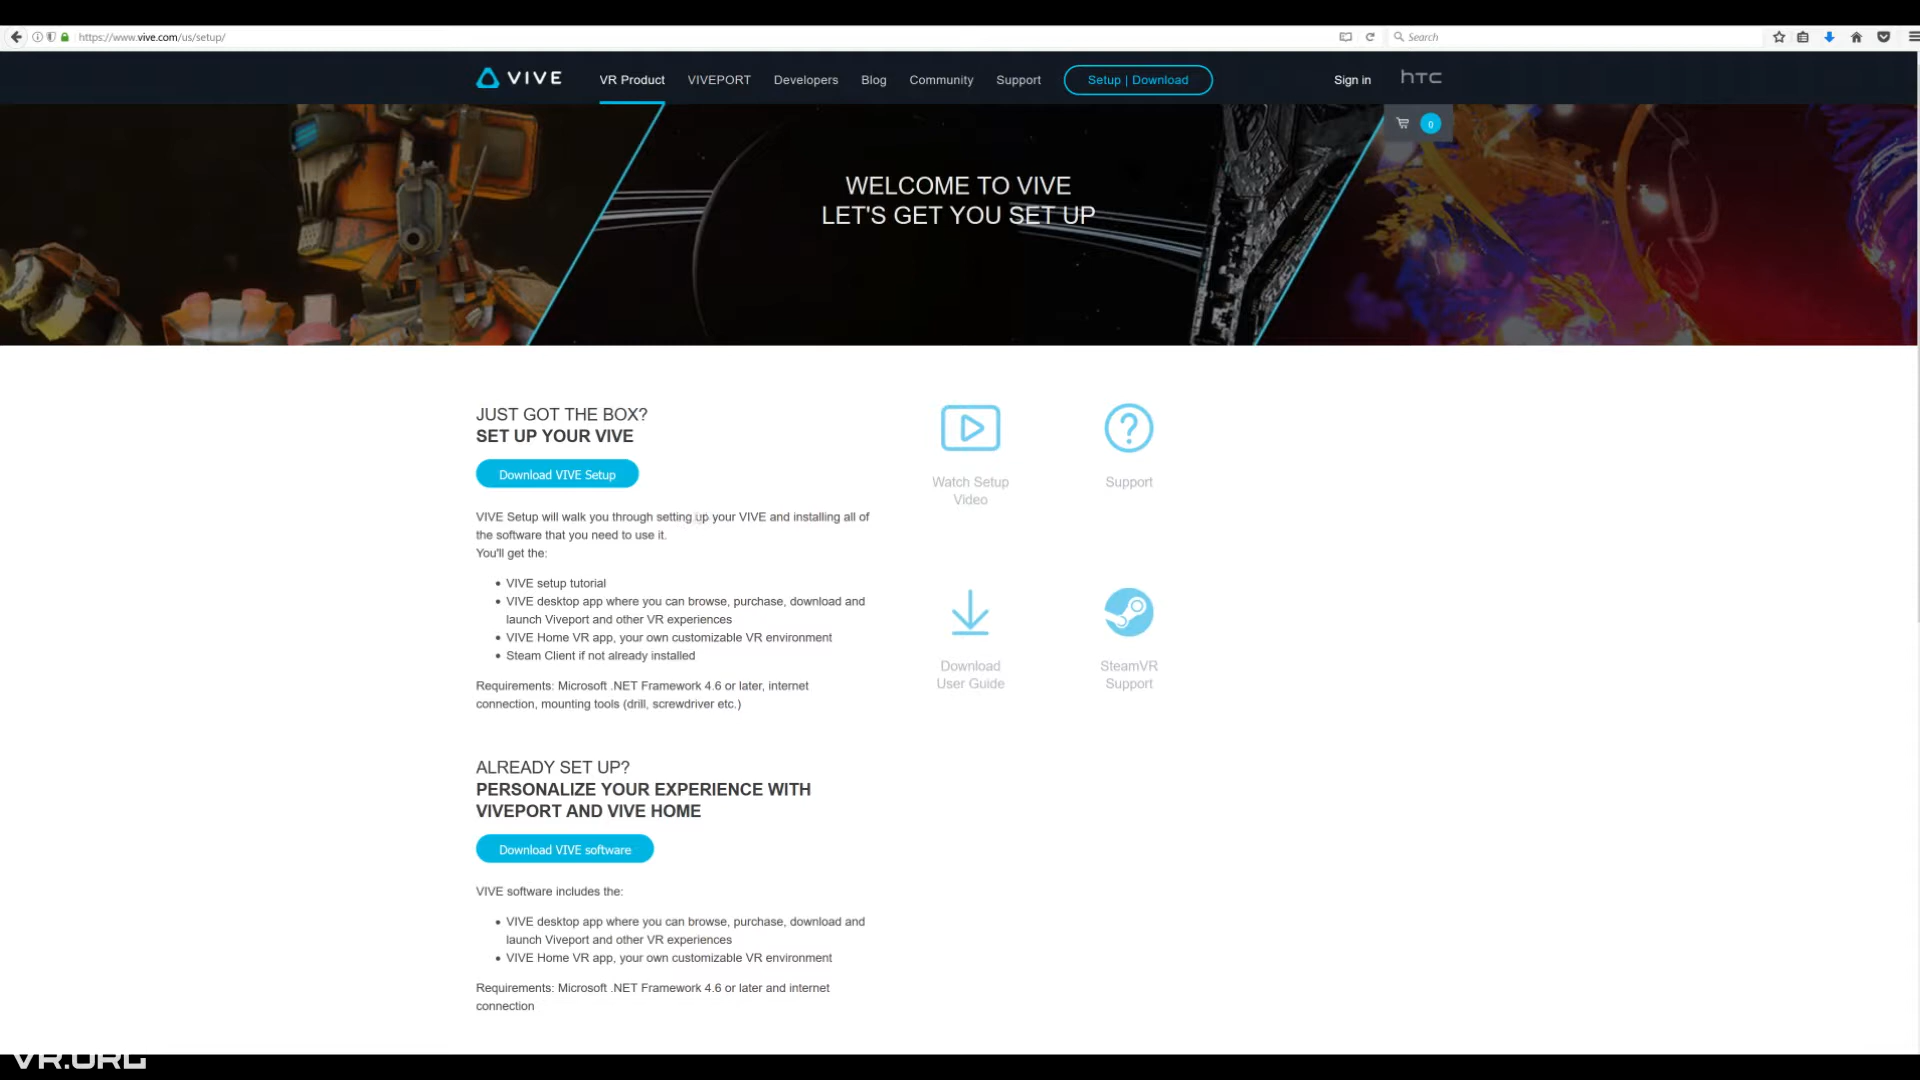 https://www.vive.com/us/setup/
Search
VIVE
VR Product
VIVEPORT
Developers
Blog
Community
Support
Setup | Download
Sign in
hTC
0
WELCOME TO VIVE
LET'S GET YOU SET UP
JUST GOT THE BOX?
SET UP YOUR VIVE
Download VIVE Setup
VIVE Setup will walk you through setting up your VIVE and installing all of
the software that you need to use it.
You'll get the:
• VIVE setup tutorial
• VIVE desktop app where you can browse, purchase, download and
launch Viveport and other VR experiences
• VIVE Home VR app, your own customizable VR environment
• Steam Client if not already installed
Requirements: Microsoft .NET Framework 4.6 or later, internet
connection, mounting tools (drill, screwdriver etc.)
Watch Setup
Video
Support
Download
User Guide
SteamVR
Support
ALREADY SET UP?
PERSONALIZE YOUR EXPERIENCE WITH
VIVEPORT AND VIVE HOME
Download VIVE software
VIVE software includes the:
• VIVE desktop app where you can browse, purchase, download and
launch Viveport and other VR experiences
• VIVE Home VR app, your own customizable VR environment
Requirements: Microsoft .NET Framework 4.6 or later and internet
connection
VR.ORG